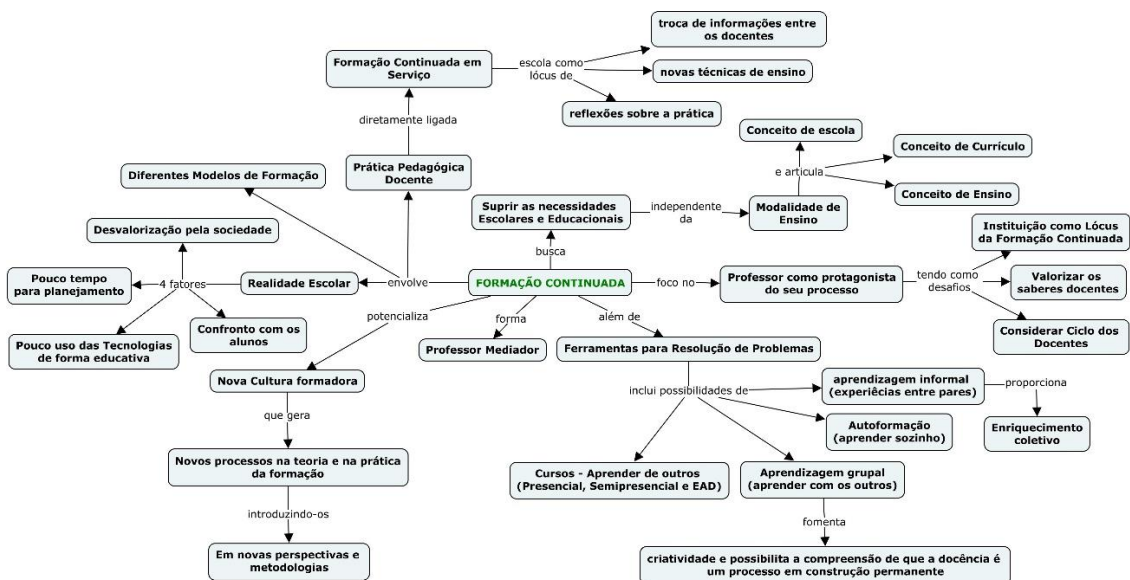 troca de informações entre
os docentes
Formação Continuada em
Serviço
escola como
lócus de
novas técnicas de ensino
reflexões sobre a prática
diretamente ligada
Conceito de escola
Conceito de Currículo
e articula
Diferentes Modelos de Formação
Prática Pedagógica
Docente
Conceito de Ensino
Suprir as necessidades
Escolares e Educacionais
independente
da
Modalidade de
Ensino
Desvalorização pela sociedade
Instituição como Lócus
da Formação Continuada
busca
Pouco tempo
para planejamento
4 fatores
Realidade Escolar
envolve
FORMAÇÃO CONTINUADA
foco no
Professor como protagonista
do seu processo
tendo como
desafios
Valorizar os
saberes docentes
potencializa
forma
além de
Confronto com os
alunos
Considerar Ciclo dos
Docentes
Pouco uso das Tecnologias
de forma educativa
Professor Mediador
Ferramentas para Resolução de Problemas
Nova Cultura formadora
inclui possibilidades de
aprendizagem informal
(experiêcias entre pares)
proporciona
que gera
Autoformação
(aprender sozinho)
Enriquecimento
coletivo
Novos processos na teoria e na prática
da formação
Cursos - Aprender de outros
(Presencial, Semipresencial e EAD)
Aprendizagem grupal
(aprender com os outros)
introduzindo-os
fomenta
Em novas perspectivas e
metodologias
criatividade e possibilita a compreensão de que a docência é
um processo em construção permanente